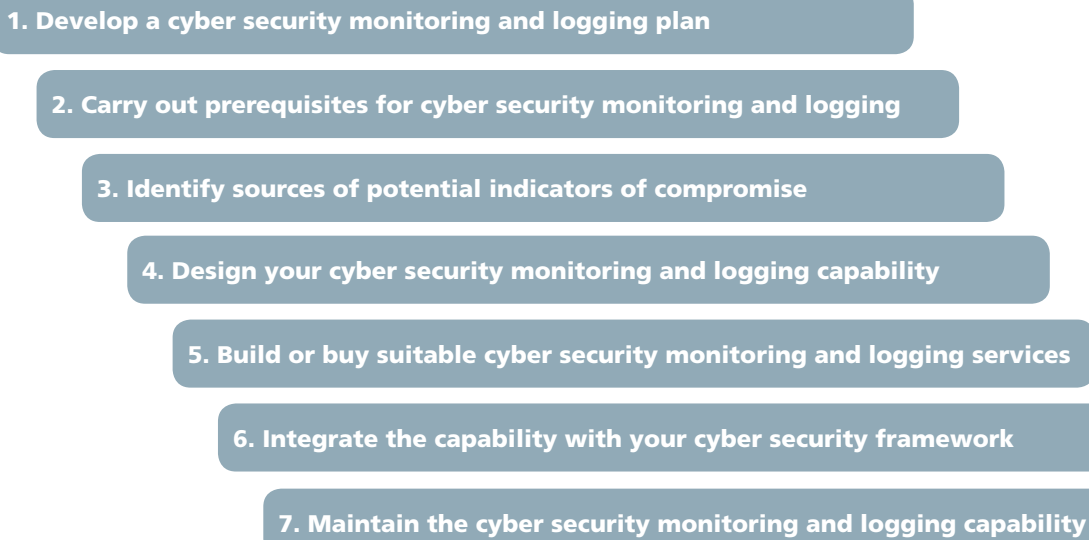 1. Develop a cyber security monitoring and logging plan
2. Carry out prerequisites for cyber security monitoring and logging
3. Identify sources of potential indicators of compromise
4. Design your cyber security monitoring and logging capability
5. Build or buy suitable cyber security monitoring and logging services
6. Integrate the capability with your cyber security framework
7. Maintain the cyber security monitoring and logging capability